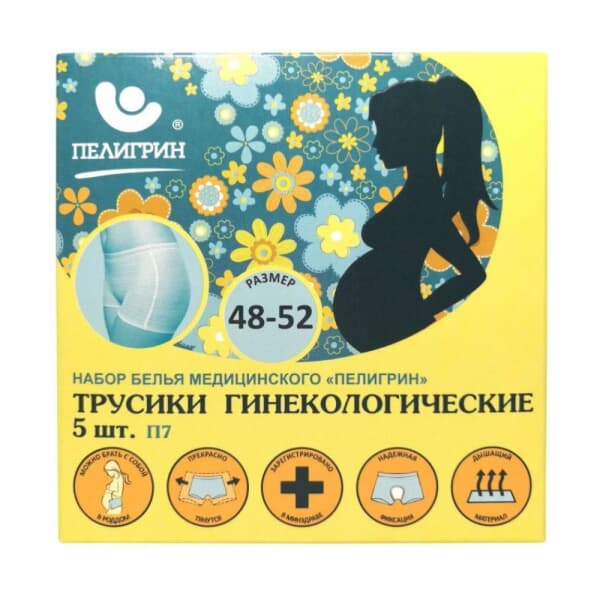 ®
ПЕЛИГРИН
РАЗМЕР
48-52
НАБОР БЕЛЬЯ МЕДИЦИНСКОГО «ПЕЛИГРИН»
ТРУСИКИ ГИНЕКОЛОГИЧЕСКИЕ
5 шт. П7
МОЖНО БРАТЬ С СОБОЙ
В РОДДОМ
ПРЕКРАСНО
ТЯНУТСЯ
ЗАРЕГИСТРИРОВАНО
В МИНЗДРАВЕ
НАДЕЖНАЯ
ФИКСАЦИЯ
ДЫШАЩИЙ
МАТЕРИАЛ